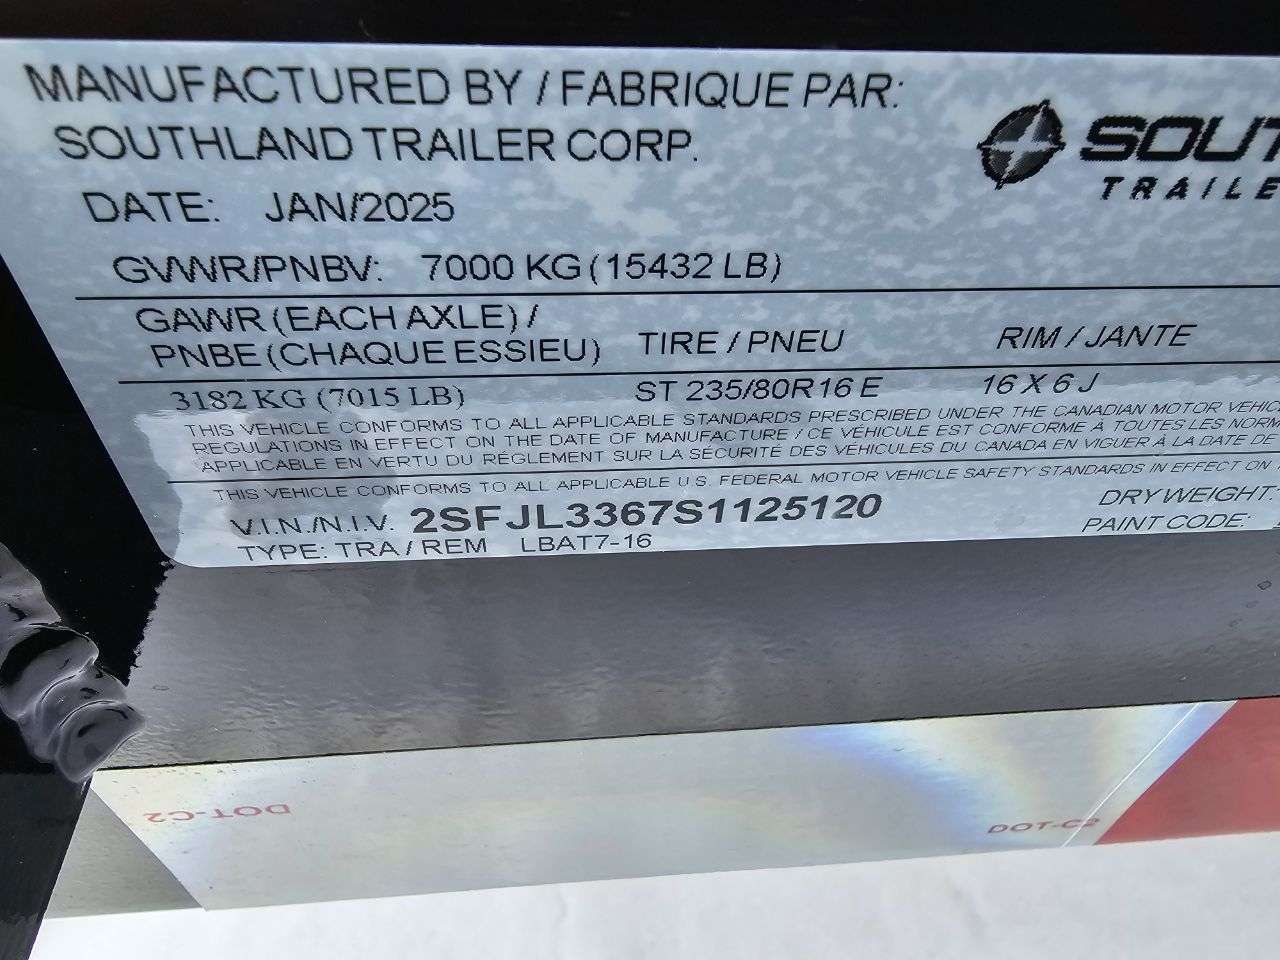 MANUFACTURED BY / FABRIQUE PAR:
SOUTHLAND TRAILER CORP.
SOUT
TRAILE
DATE: JAN/2025
GVWR/PNBV: 7000 KG (15432 LB)
GAWR (EACH AXLE) /
PNBE (CHAQUE ESSIEU) TIRE / PNEU RIM / JANTE
3182 KG (7015 LB) ST 235/80R16 E 16 X 6 J
THIS VEHICLE CONFORMS TO ALL APPLICABLE STANDARDS PRESCRIBED UNDER THE CANADIAN MOTOR VEHIC
REGULATIONS IN EFFECT ON THE DATE OF MANUFACTURE / CE VÉHICULE EST CONFORME À TOUTES LES NORM
APPLICABLE EN VERTU DU RÉGLEMENT SUR LA SÉCURITÉ DES VÉHICULES DU CANADA EN VIGUER À LA DATE DE
THIS VEHICLE CONFORMS TO ALL APPLICABLE U.S. FEDERAL MOTOR VEHICLE SAFETY STANDARDS IN EFFECT ON
V.I.N./N.I.V. 2SFJL3367S1125120 DRY WEIGHT:
TYPE: TRA / REM LBAT7-16 PAINT CODE:
DOT-C2
DOT-C2